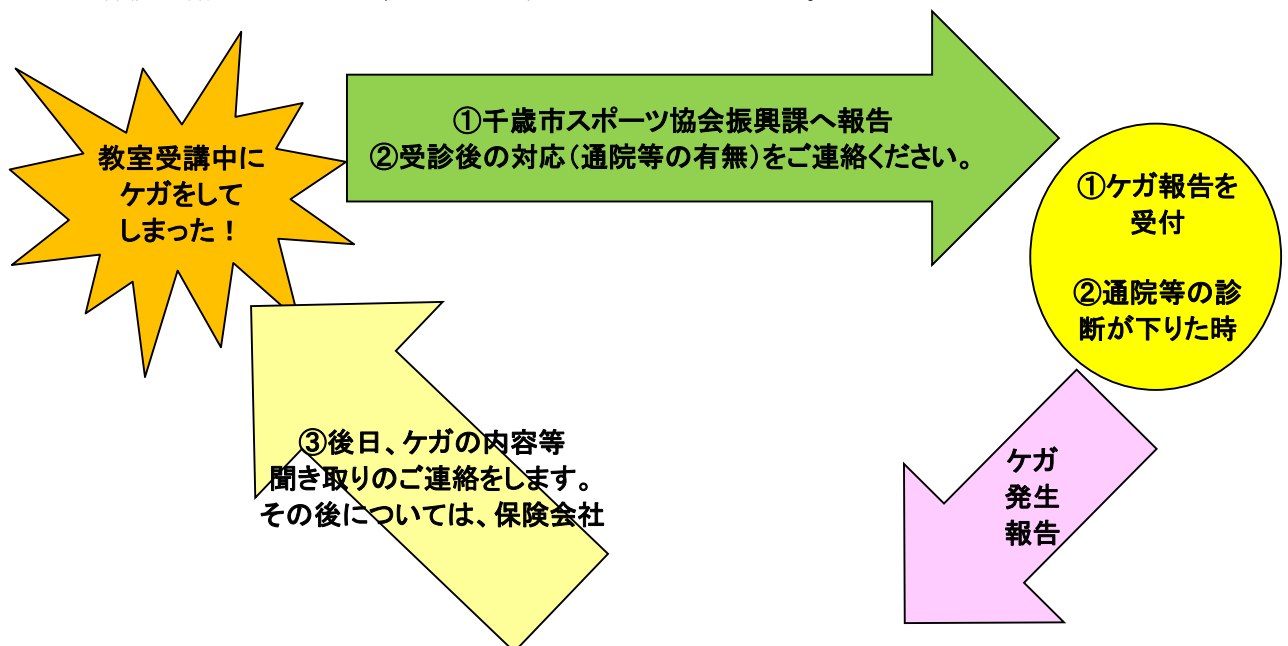 教室受講中に
ケガをして
しまった！
①千歳市スポーツ協会振興課へ報告
②受診後の対応（通院等の有無）をご連絡ください。
①ケガ報告を
受付
②通院等の診
断が下りた時
ケガ
発生
報告
③後日、ケガの内容等
聞き取りのご連絡をします。
その後については、保険会社